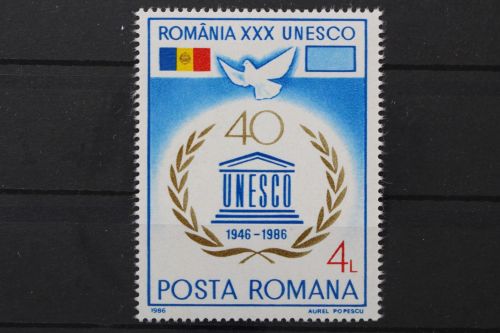 ROMÂNIA XXX UNESCO
40
UNESCO
1946-1986
4L
POSTA ROMANA
1986 AUREL POPESCU